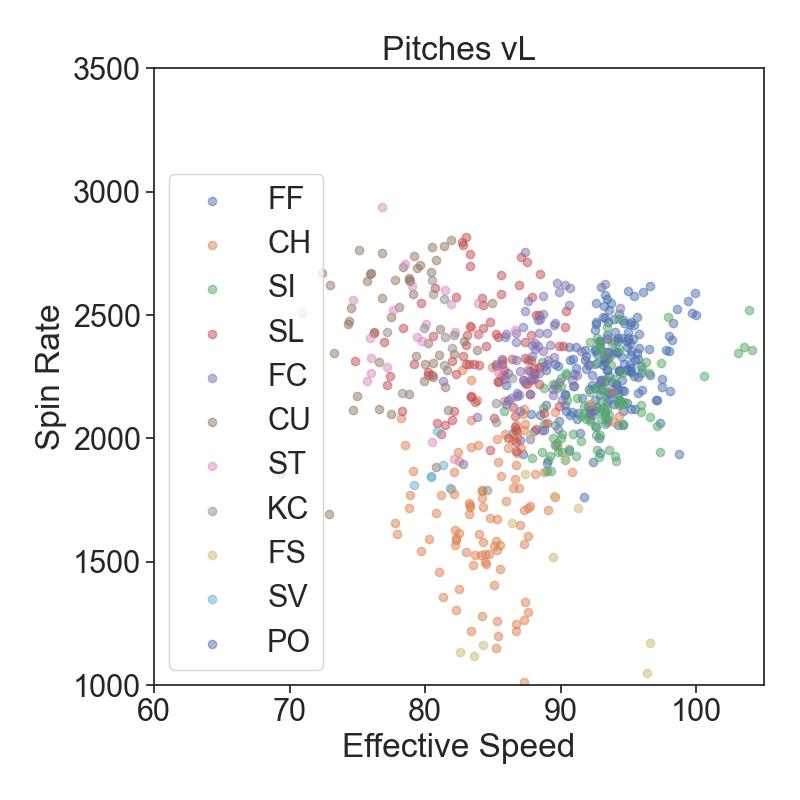 Pitches vL
3500
3000
2500
2000
1500
1000
Spin Rate
FF
CH
SI
SL
FC
CU
ST
KC
FS
SV
PO
60
70
80
90
100
Effective Speed